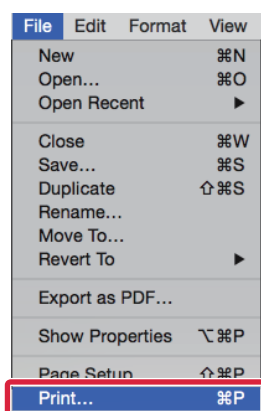 File Edit Format View
New ⌘N
Open... ⌘O
Open Recent ▶
Close ⌘W
Save... ⌘S
Duplicate ⇧⌘S
Rename...
Move To...
Revert To ▶
Export as PDF...
Show Properties ⌥⌘P
Page Setup ⇧⌘P
Print... ⌘P